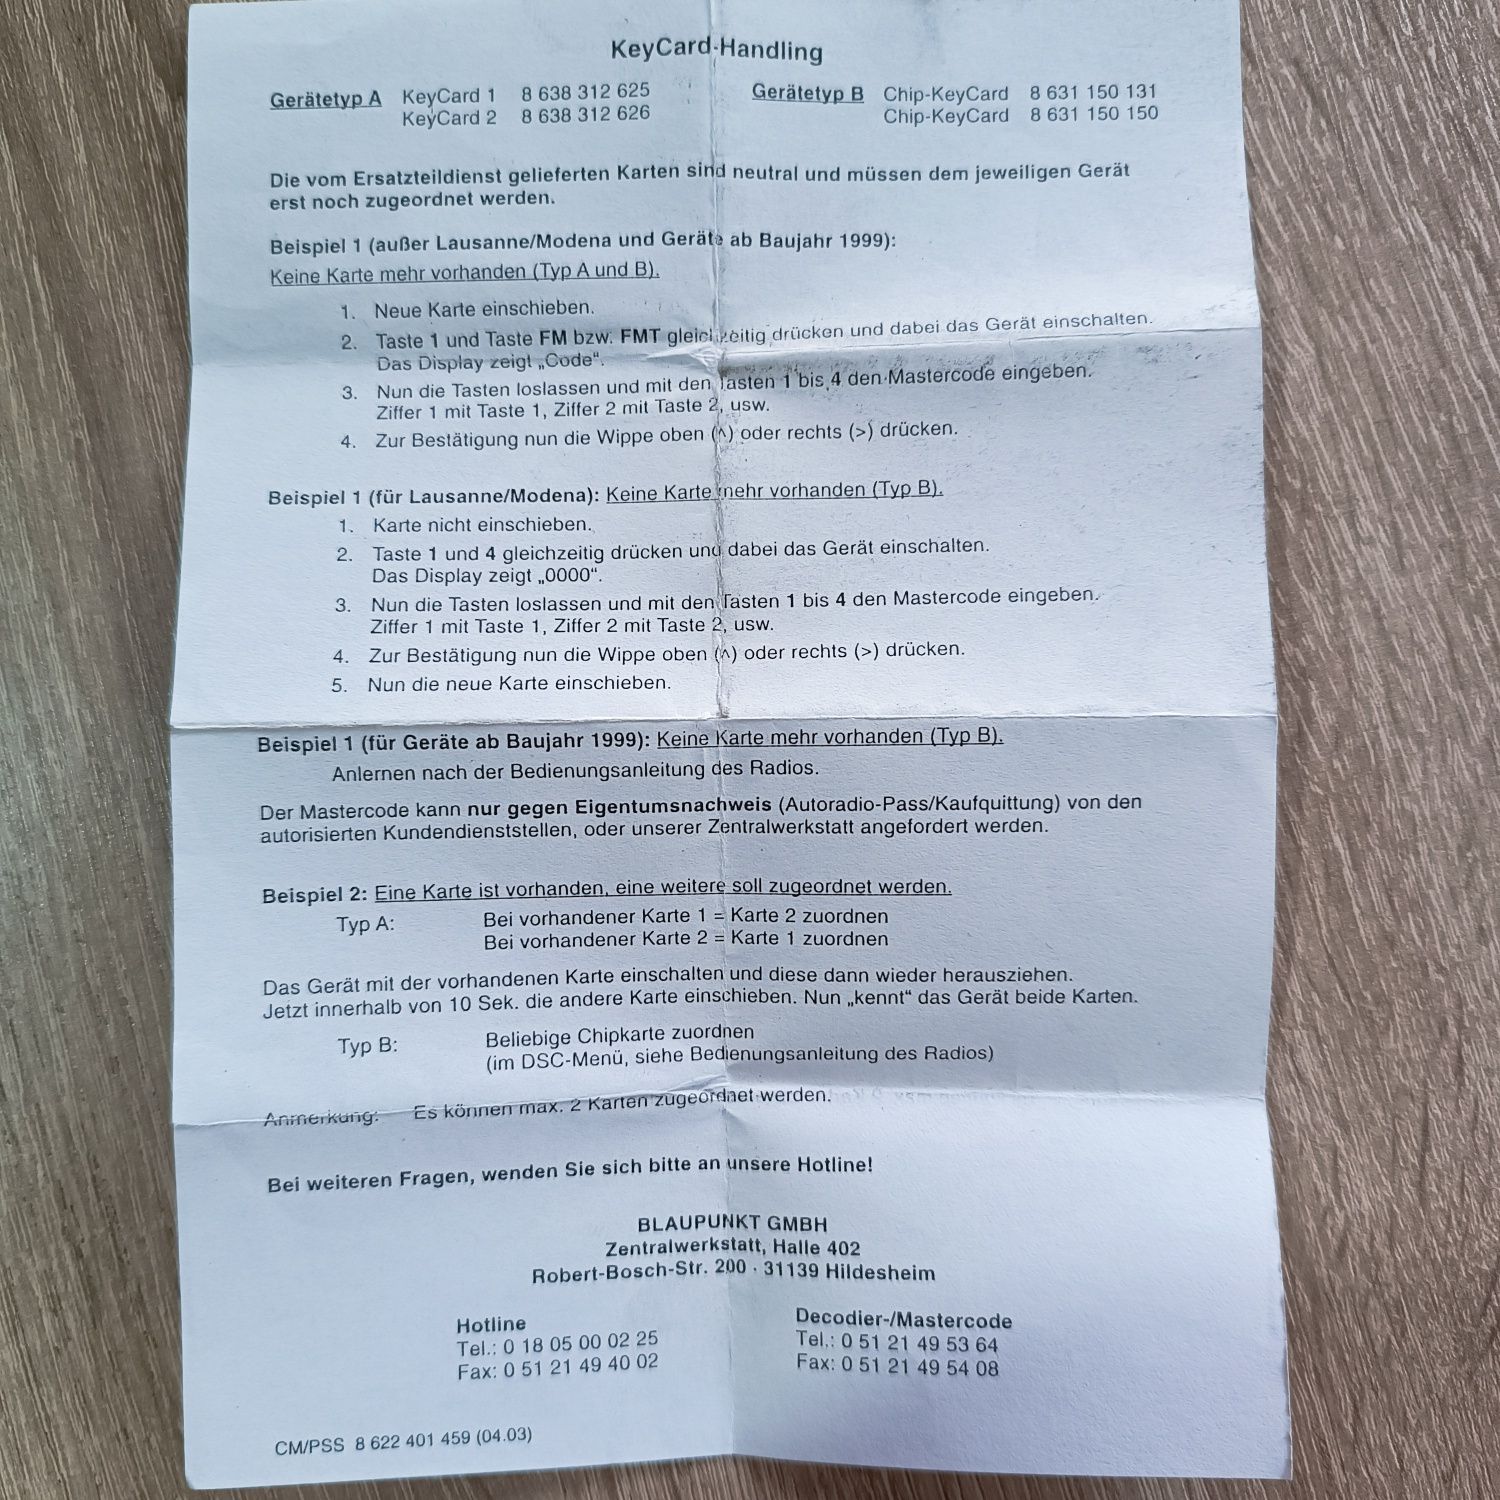 KeyCard-Handling
Gerätetyp A KeyCard 1 8 638 312 625 Gerätetyp B Chip-KeyCard 8 631 150 131
KeyCard 2 8 638 312 626 Chip-KeyCard 8 631 150 150
Die vom Ersatzteildienst gelieferten Karten sind neutral und müssen dem jeweiligen Gerät
erst noch zugeordnet werden.
Beispiel 1 (außer Lausanne/Modena und Geräte ab Baujahr 1999):
Keine Karte mehr vorhanden (Typ A und B).
1. Neue Karte einschieben.
2. Taste 1 und Taste FM bzw. FMT gleichzeitig drücken und dabei das Gerät einschalten.
Das Display zeigt „Code“.
3. Nun die Tasten loslassen und mit den Tasten 1 bis 4 den Mastercode eingeben.
Ziffer 1 mit Taste 1, Ziffer 2 mit Taste 2, usw.
4. Zur Bestätigung nun die Wippe oben (^) oder rechts (>) drücken.
Beispiel 1 (für Lausanne/Modena): Keine Karte mehr vorhanden (Typ B).
1. Karte nicht einschieben.
2. Taste 1 und 4 gleichzeitig drücken und dabei das Gerät einschalten.
Das Display zeigt „0000“.
3. Nun die Tasten loslassen und mit den Tasten 1 bis 4 den Mastercode eingeben.
Ziffer 1 mit Taste 1, Ziffer 2 mit Taste 2, usw.
4. Zur Bestätigung nun die Wippe oben (^) oder rechts (>) drücken.
5. Nun die neue Karte einschieben.
Beispiel 1 (für Geräte ab Baujahr 1999): Keine Karte mehr vorhanden (Typ B).
Anlernen nach der Bedienungsanleitung des Radios.
Der Mastercode kann nur gegen Eigentumsnachweis (Autoradio-Pass/Kaufquittung) von den
autorisierten Kundendienststellen, oder unserer Zentralwerkstatt angefordert werden.
Beispiel 2: Eine Karte ist vorhanden, eine weitere soll zugeordnet werden.
Typ A: Bei vorhandener Karte 1 = Karte 2 zuordnen
Bei vorhandener Karte 2 = Karte 1 zuordnen
Das Gerät mit der vorhandenen Karte einschalten und diese dann wieder herausziehen.
Jetzt innerhalb von 10 Sek. die andere Karte einschieben. Nun „kennt“ das Gerät beide Karten.
Typ B: Beliebige Chipkarte zuordnen
(im DSC-Menü, siehe Bedienungsanleitung des Radios)
Anmerkung: Es können max. 2 Karten zugeordnet werden.
Bei weiteren Fragen, wenden Sie sich bitte an unsere Hotline!
BLAUPUNKT GMBH
Zentralwerkstatt, Halle 402
Robert-Bosch-Str. 200 · 31139 Hildesheim
Hotline Decodier-/Mastercode
Tel.: 0 18 05 00 02 25 Tel.: 0 51 21 49 53 64
Fax: 0 51 21 49 40 02 Fax: 0 51 21 49 54 08
CM/PSS 8 622 401 459 (04.03)